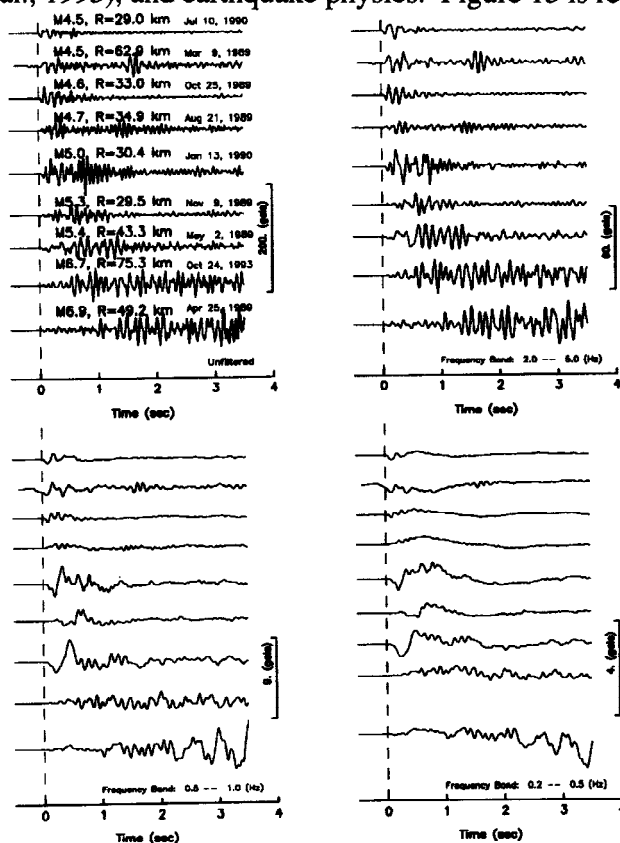 1993), and earthquake physics. Figure 13 is
M4.5, R=29.0 km Jul 10, 1990
M4.5, R=62.9 km Mar 9, 1989
M4.6, R=33.0 km Oct 25, 1989
M4.7, R=34.9 km Aug 21, 1989
M5.0, R=30.4 km Jan 13, 1990
M5.3, R=29.5 km Nov 9, 1989
M5.4, R=43.3 km May 2, 1989
M6.7, R=75.3 km Oct 24, 1993
M6.9, R=49.2 km Apr 25, 1989
200. (gals)
Unfiltered
0 1 2 3 4
Time (sec)
60. (gals)
Frequency Band: 2.0 -- 5.0 (Hz)
0 1 2 3 4
Time (sec)
(gals)
Frequency Band: -- 1.0 (Hz)
0 1 2 3 4
Time (sec)
4. (gals)
Frequency Band: 0.2 -- 0.5 (Hz)
0 1 2 3 4
Time (sec)